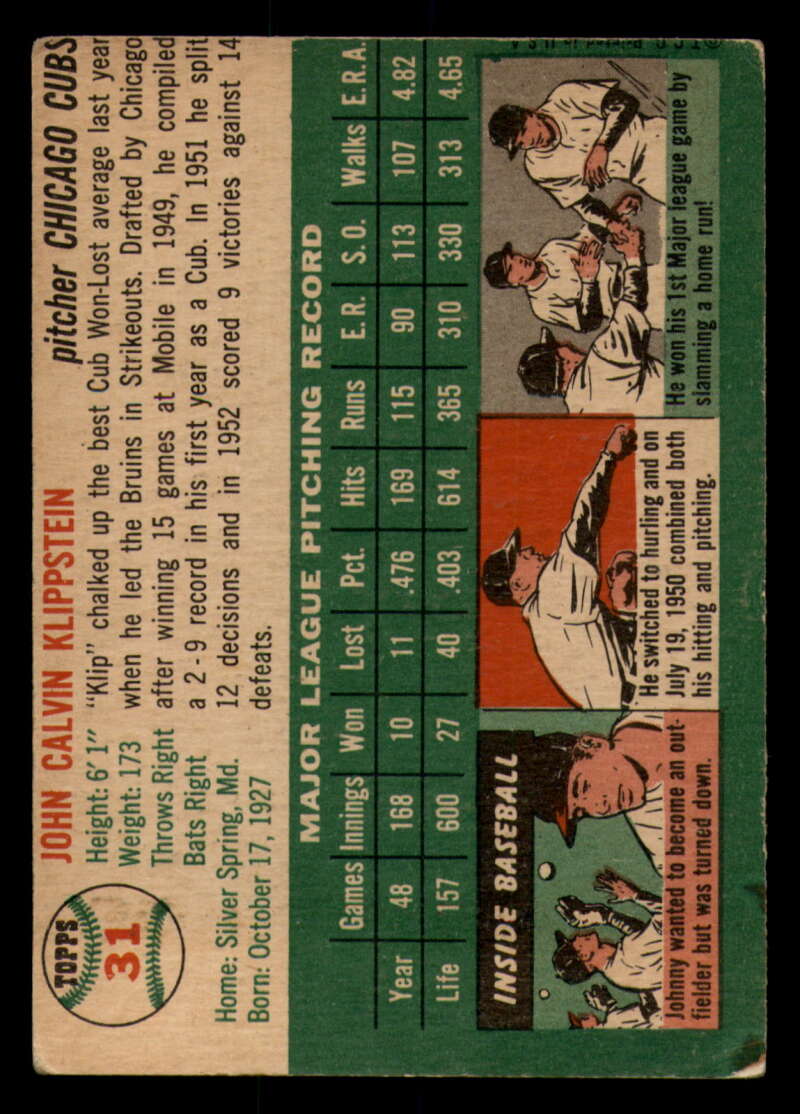 TOPPS
31
JOHN CALVIN KLIPPSTEIN
pitcher CHICAGO CUBS
Height: 6' 1"
Weight: 173
Throws Right
Bats Right
Home: Silver Spring, Md.
Born: October 17, 1927
"Klip" chalked up the best Cub Won-Lost average last year
when he led the Bruins in Strikeouts. Drafted by Chicago
after winning 15 games at Mobile in 1949, he compiled
a 2-9 record in his first year as a Cub. In 1951 he split
12 decisions and in 1952 scored 9 victories against 14
defeats.
MAJOR LEAGUE PITCHING RECORD
Games Innings Won Lost Pct. Hits Runs E.R. S.O. Walks E.R.A.
Year 48 168 10 11 .476 169 115 90 113 107 4.82
Life 157 600 27 40 .403 614 365 310 330 313 4.65
INSIDE BASEBALL
Johnny wanted to become an out-
fielder but was turned down.
He switched to hurling and on
July 19, 1950 combined both
his hitting and pitching.
He won his 1st Major league game by
slamming a home run!
© T.C.G. Printed in U.S.A.